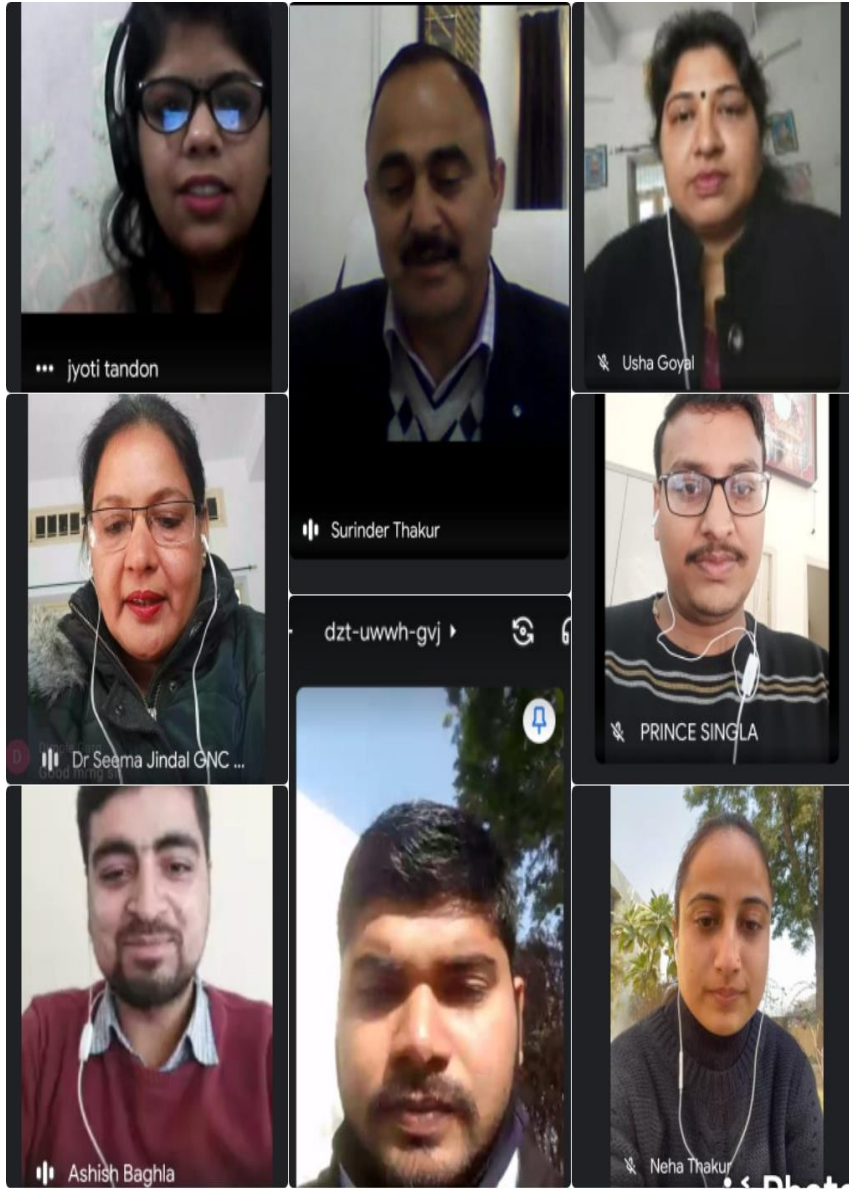 jyoti tandon
Surinder Thakur
Usha Goyal
Dr Seema Jindal GNC ...
D
Good mrng sir
PRINCE SINGLA
dzt-uwwh-gvj
Ashish Baghla
Neha Thakur